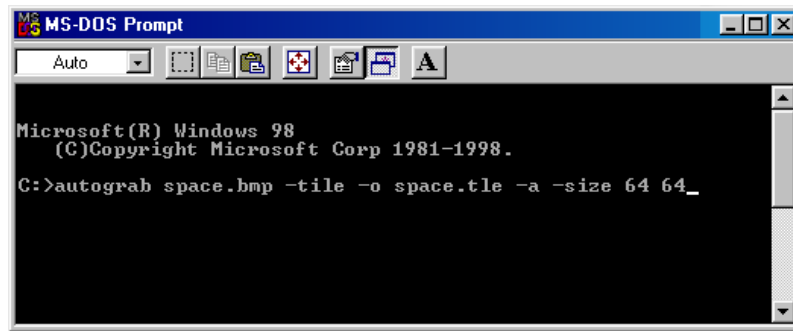 MS-DOS Prompt
Auto
A
Microsoft(R) Windows 98
(C)Copyright Microsoft Corp 1981-1998.
C:>autograb space.bmp -tile -o space.tle -a -size 64 64_